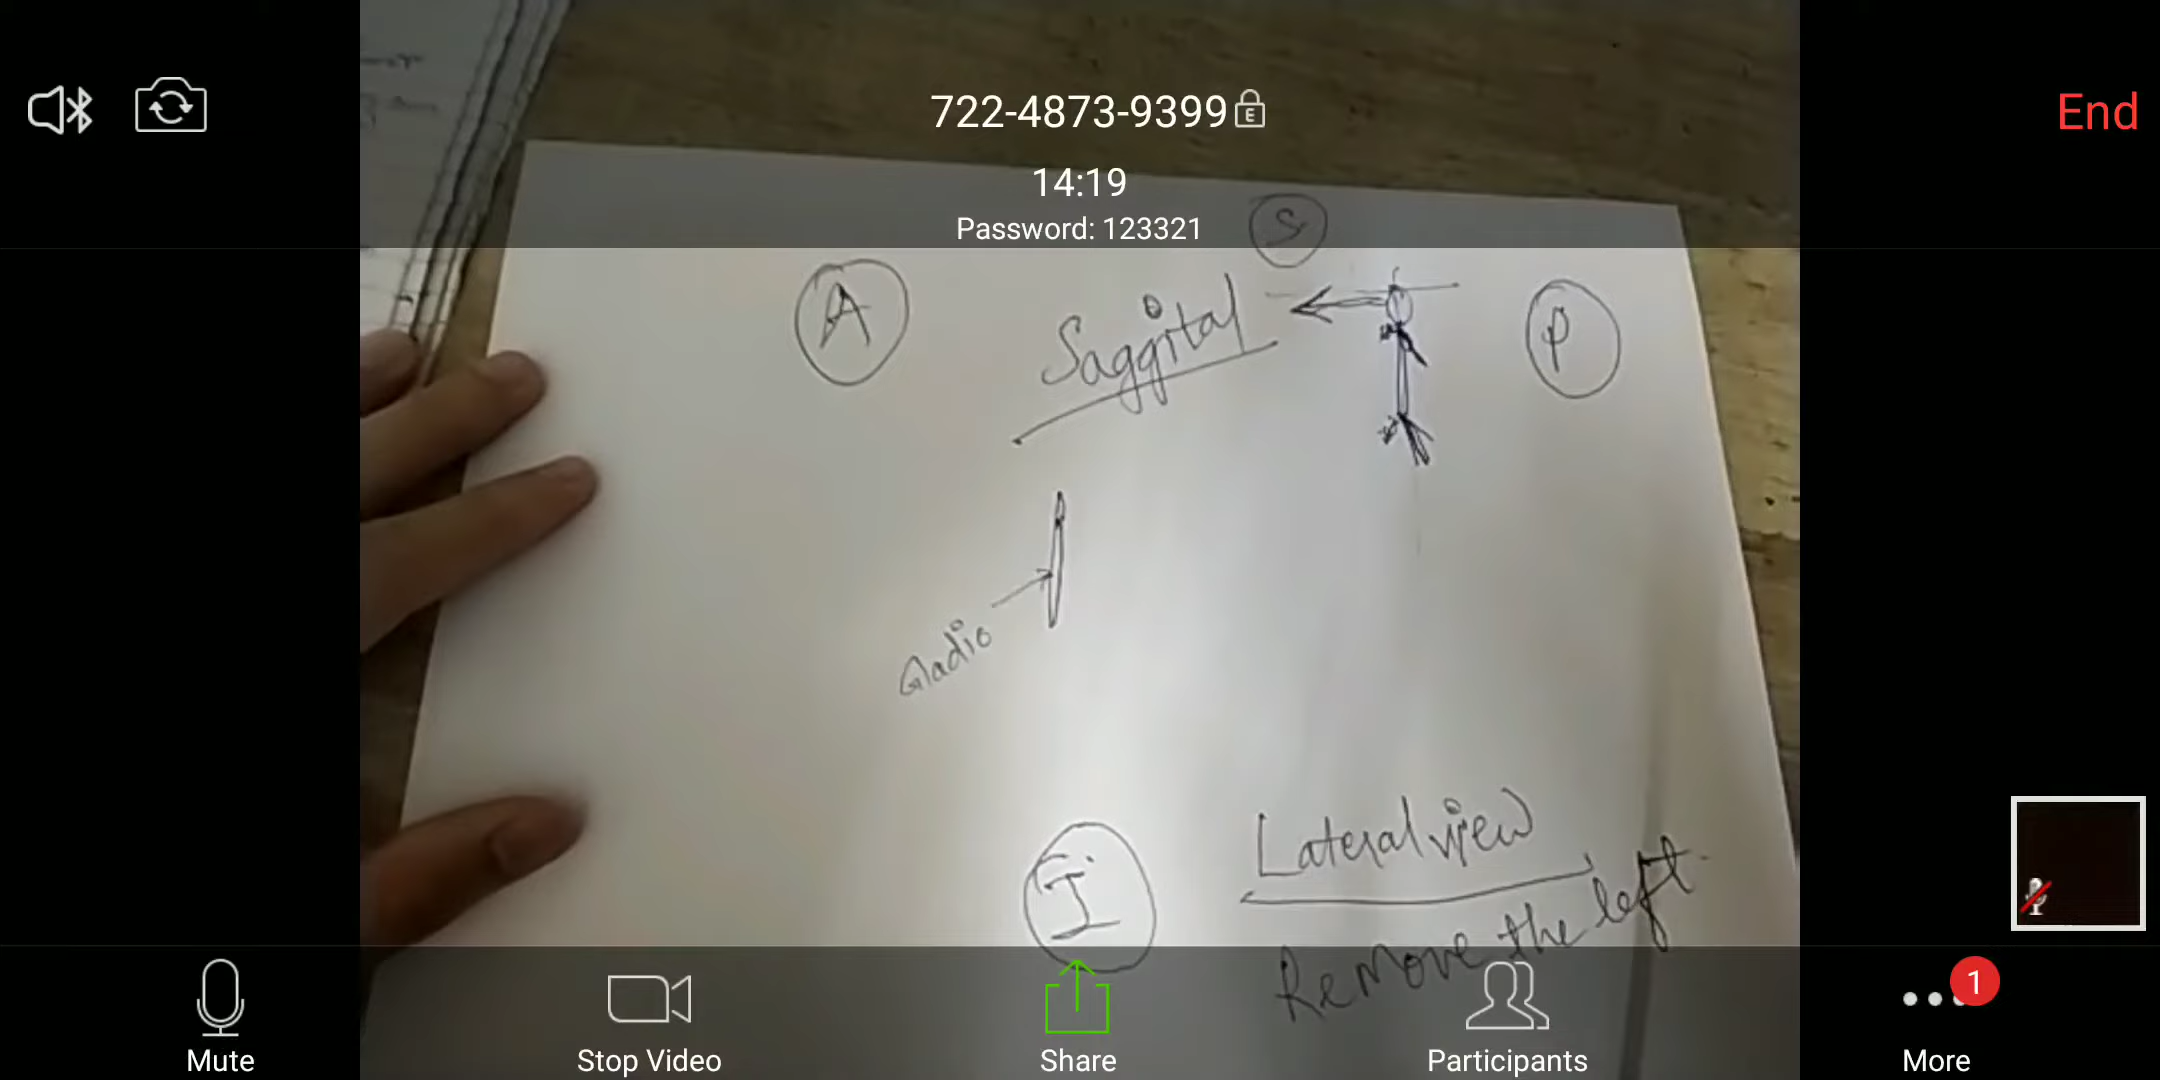 722-4873-9399
End
14:19
Password: 123321
S
A
Saggital
P
Radio
I
Lateral view
Remove the left
1
Mute
Stop Video
Share
Participants
More